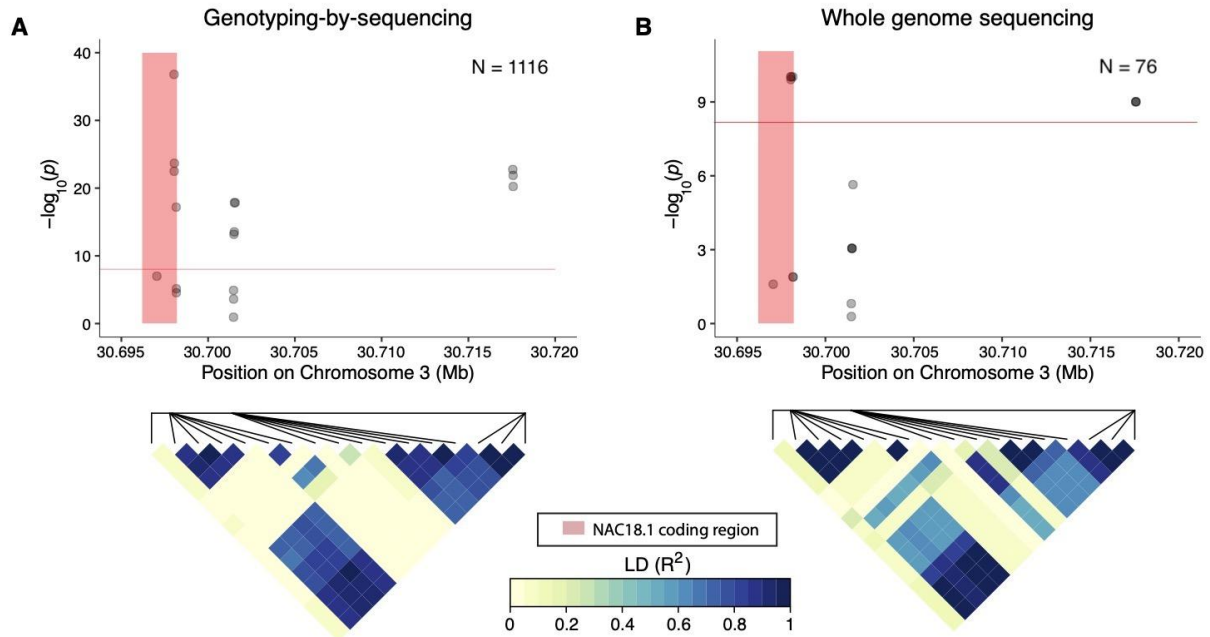 A
Genotyping-by-sequencing
N = 1116
40
30
20
10
0
−log10(p)
30.695 30.700 30.705 30.710 30.715 30.720
Position on Chromosome 3 (Mb)
B
Whole genome sequencing
N = 76
9
6
3
0
−log10(p)
30.695 30.700 30.705 30.710 30.715 30.720
Position on Chromosome 3 (Mb)
NAC18.1 coding region
LD (R²)
0 0.2 0.4 0.6 0.8 1